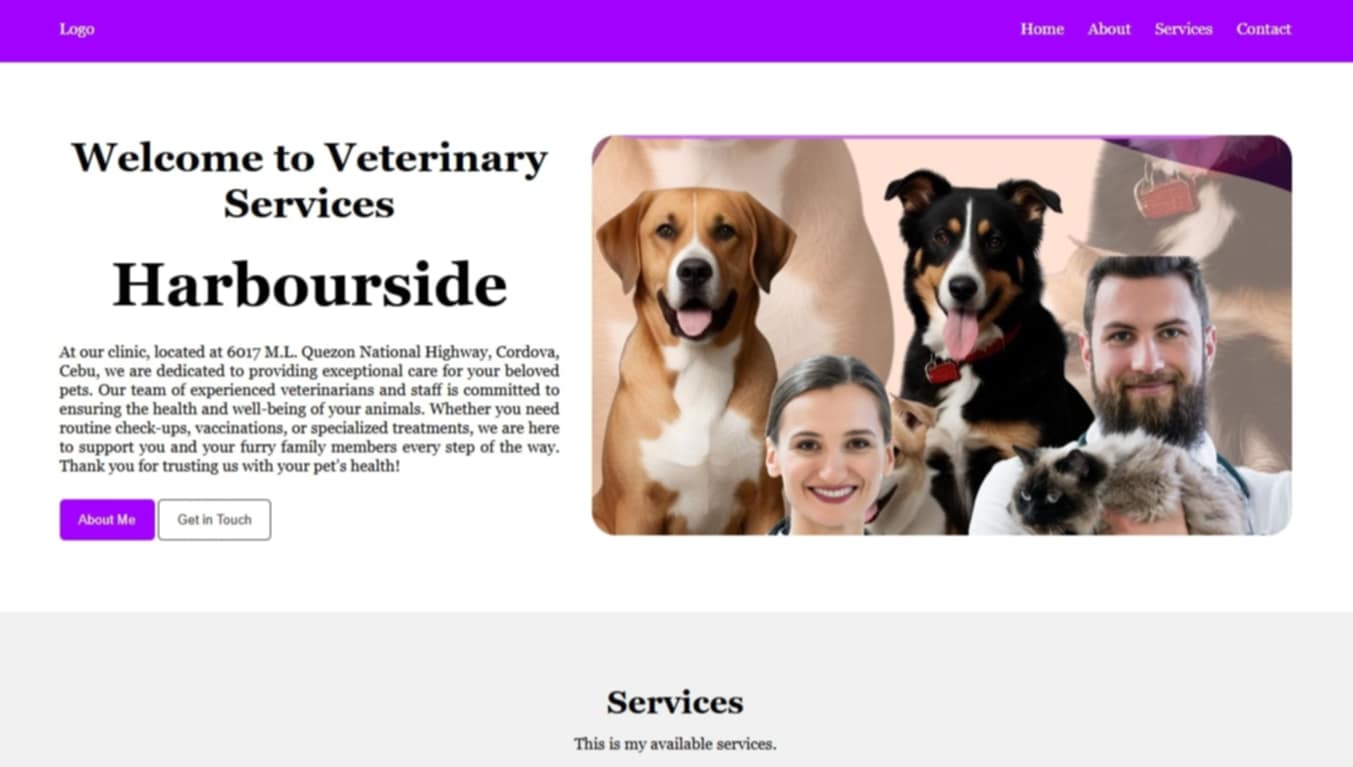 Logo
Home About Services Contact
Welcome to Veterinary
Services
Harbourside
At our clinic, located at 6017 M.L. Quezon National Highway, Cordova,
Cebu, we are dedicated to providing exceptional care for your beloved
pets. Our team of experienced veterinarians and staff is committed to
ensuring the health and well-being of your animals. Whether you need
routine check-ups, vaccinations, or specialized treatments, we are here
to support you and your furry family members every step of the way.
Thank you for trusting us with your pet's health!
About Me Get in Touch
Services
This is my available services.